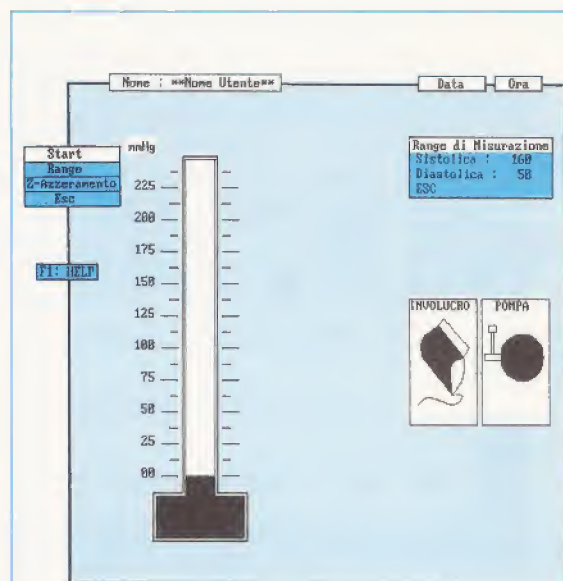 Nome : **Nome Utente**
Data
Ora
Start
Range
Z-Azzeramento
Esc
F1: HELP
mmHg
225
200
175
150
125
100
75
50
25
00
Range di Misurazione
Sistolica : 160
Diastolica : 50
ESC
INVOLUCRO
POMPA